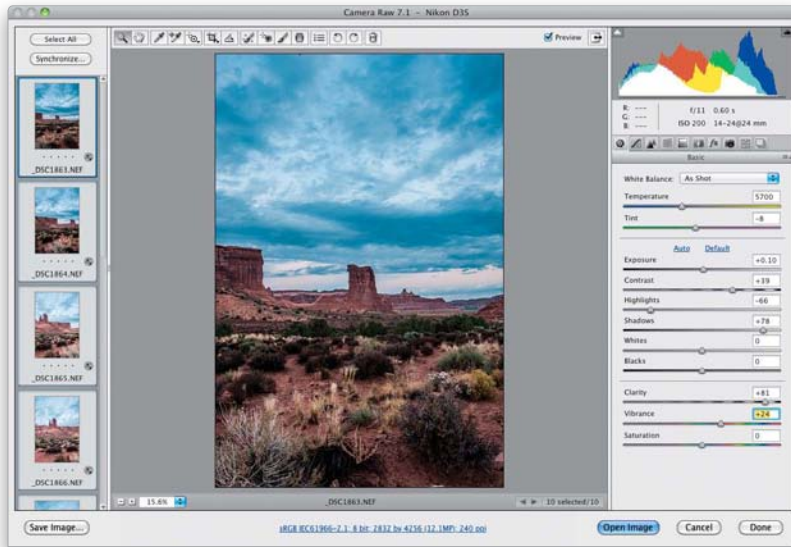 Camera Raw 7.1 – Nikon D3S
Select All
Synchronize...
_DSC1863.NEF
_DSC1864.NEF
_DSC1865.NEF
_DSC1866.NEF
Preview
R: ---
G: ---
B: ---
f/11 0.60 s
ISO 200 14-24@24 mm
Basic
White Balance: As Shot
Temperature 5700
Tint -8
Auto Default
Exposure +0.10
Contrast +39
Highlights -66
Shadows +78
Whites 0
Blacks 0
Clarity +81
Vibrance +24
Saturation 0
15.6% _DSC1863.NEF 10 selected/10
Save Image... sRGB IEC61966-2.1; 8 bit; 2832 by 4256 (12.1MP); 240 ppi Open Image Cancel Done